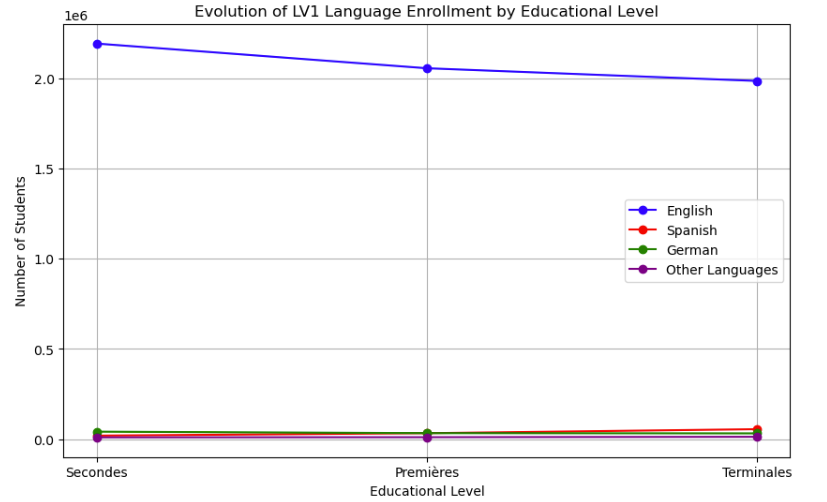 Evolution of LV1 Language Enrollment by Educational Level
1e6
2.0
1.5
1.0
0.5
0.0
Number of Students
English
Spanish
German
Other Languages
Secondes
Premières
Terminales
Educational Level